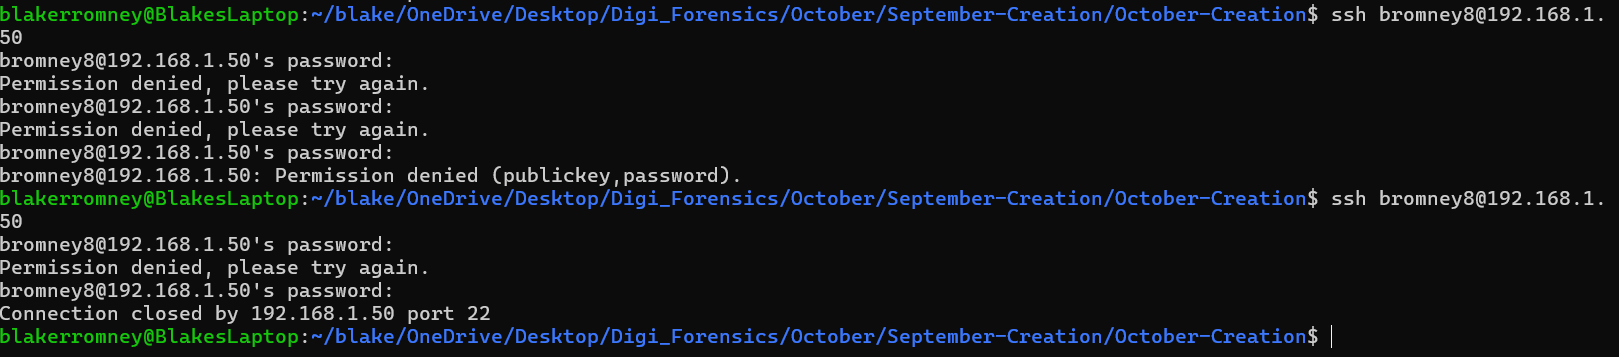 blakerromney@BlakesLaptop:~/blake/OneDrive/Desktop/Digi_Forensics/October/September-Creation/October-Creation$ ssh bromney8@192.168.1.
50
bromney8@192.168.1.50's password:
Permission denied, please try again.
bromney8@192.168.1.50's password:
Permission denied, please try again.
bromney8@192.168.1.50's password:
bromney8@192.168.1.50: Permission denied (publickey,password).
blakerromney@BlakesLaptop:~/blake/OneDrive/Desktop/Digi_Forensics/October/September-Creation/October-Creation$ ssh bromney8@192.168.1.
50
bromney8@192.168.1.50's password:
Permission denied, please try again.
bromney8@192.168.1.50's password:
Connection closed by 192.168.1.50 port 22
blakerromney@BlakesLaptop:~/blake/OneDrive/Desktop/Digi_Forensics/October/September-Creation/October-Creation$